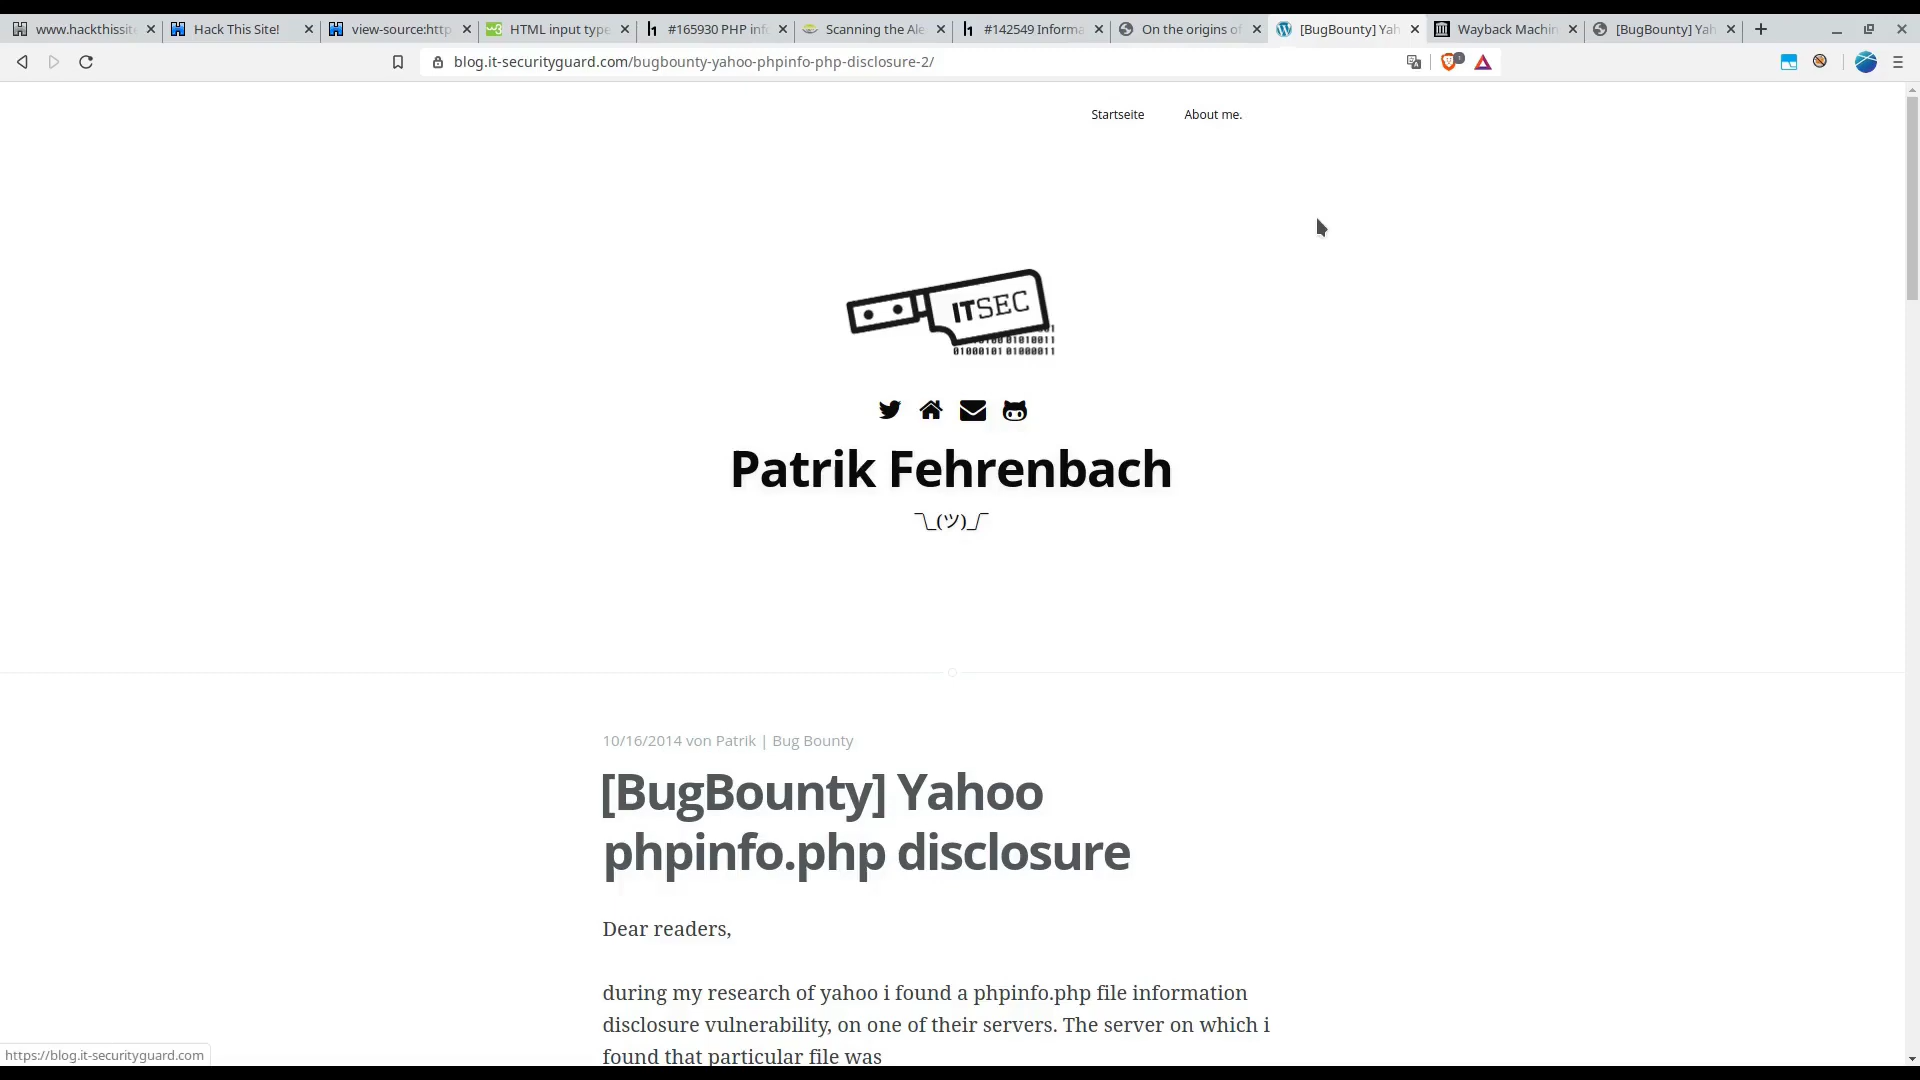 www.hackthissit
Hack This Site!
view-source:http
HTML input type
#165930 PHP inf
Scanning the Ale
#142549 Informa
On the origins of
[BugBounty] Yah
Wayback Machin
[BugBounty] Yah
blog.it-securityguard.com/bugbounty-yahoo-phpinfo-php-disclosure-2/
Startseite
About me.
ITSEC
01000101 01000011
Patrik Fehrenbach
¯\_(ツ)_/¯
10/16/2014 von Patrik | Bug Bounty
[BugBounty] Yahoo
phpinfo.php disclosure
Dear readers,
during my research of yahoo i found a phpinfo.php file information
disclosure vulnerability, on one of their servers. The server on which i
found that particular file was
https://blog.it-securityguard.com